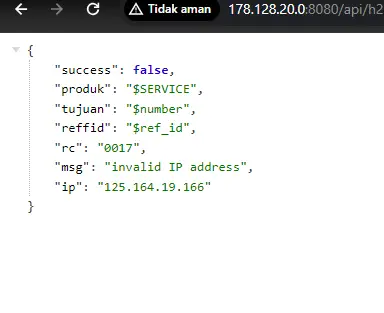 Tidak aman 178.128.20.0:8080/api/h2
{
"success": false,
"produk": "$SERVICE",
"tujuan": "$number",
"reffid": "$ref_id",
"rc": "0017",
"msg": "invalid IP address",
"ip": "125.164.19.166"
}